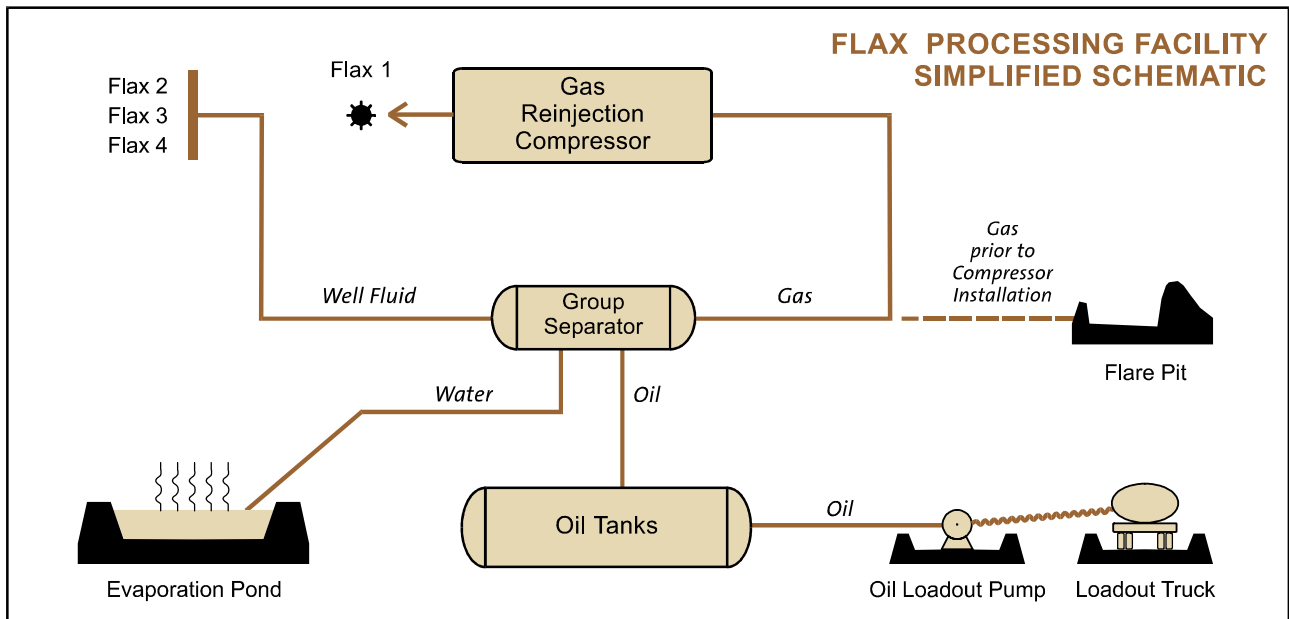 FLAX PROCESSING FACILITY
SIMPLIFIED SCHEMATIC
Flax 2
Flax 3
Flax 4
Flax 1
Gas
Reinjection
Compressor
Gas
prior to
Compressor
Installation
Well Fluid
Group
Separator
Gas
Flare Pit
Water
Oil
Oil Tanks
Oil
Evaporation Pond
Oil Loadout Pump
Loadout Truck